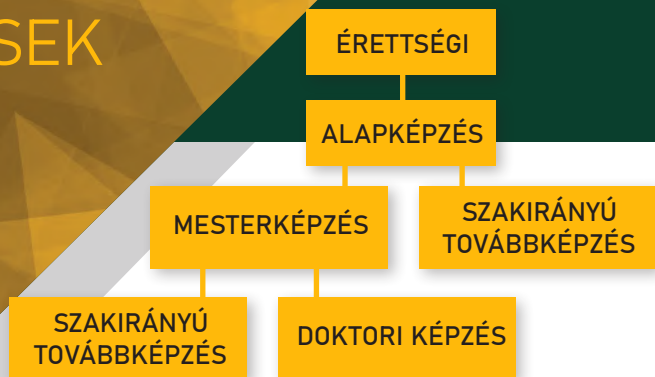 SEK
ÉRETTSÉGI
ALAPKÉPZÉS
MESTERKÉPZÉS
SZAKIRÁNYÚ
TOVÁBBKÉPZÉS
SZAKIRÁNYÚ
TOVÁBBKÉPZÉS
DOKTORI KÉPZÉS